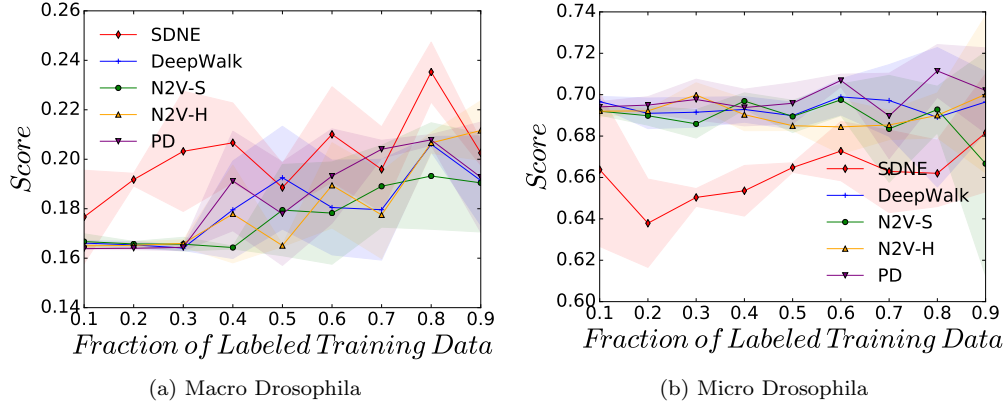 0.26
0.24
0.22
0.20
0.18
0.16
0.14
Score
SDNE
DeepWalk
N2V-S
N2V-H
PD
0.1 0.2 0.3 0.4 0.5 0.6 0.7 0.8 0.9
Fraction of Labeled Training Data
(a) Macro Drosophila
0.74
0.72
0.70
0.68
0.66
0.64
0.62
0.60
Score
SDNE
DeepWalk
N2V-S
N2V-H
PD
0.1 0.2 0.3 0.4 0.5 0.6 0.7 0.8 0.9
Fraction of Labeled Training Data
(b) Micro Drosophila